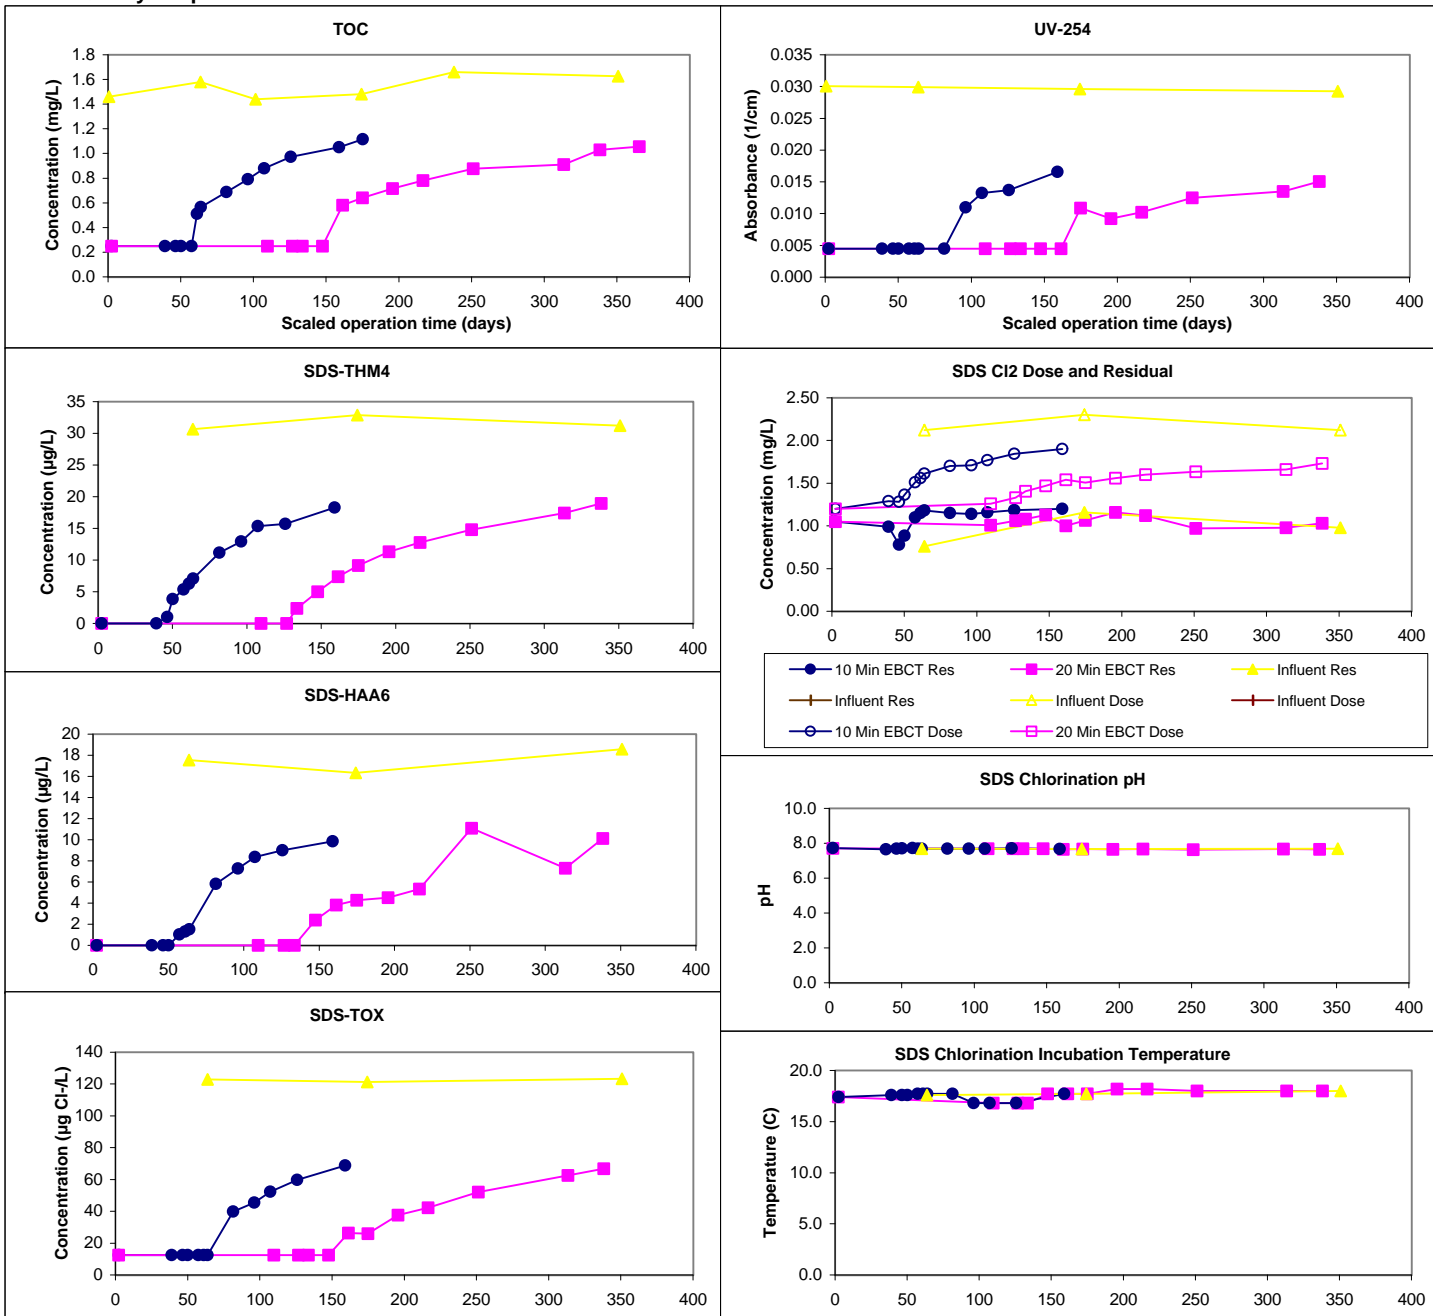 TOC
Concentration (mg/L)
1.8
1.6
1.4
1.2
1.0
0.8
0.6
0.4
0.2
0.0
0 50 100 150 200 250 300 350 400
Scaled operation time (days)
UV-254
Absorbance (1/cm)
0.035
0.030
0.025
0.020
0.015
0.010
0.005
0.000
0 50 100 150 200 250 300 350 400
Scaled operation time (days)
SDS-THM4
Concentration (µg/L)
35
30
25
20
15
10
5
0
0 50 100 150 200 250 300 350 400
SDS Cl2 Dose and Residual
Concentration (mg/L)
2.50
2.00
1.50
1.00
0.50
0.00
0 50 100 150 200 250 300 350 400
10 Min EBCT Res 20 Min EBCT Res Influent Res
Influent Res Influent Dose Influent Dose
10 Min EBCT Dose 20 Min EBCT Dose
SDS-HAA6
Concentration (µg/L)
20
18
16
14
12
10
8
6
4
2
0
0 50 100 150 200 250 300 350 400
SDS Chlorination pH
pH
10.0
8.0
6.0
4.0
2.0
0.0
0 50 100 150 200 250 300 350 400
SDS-TOX
Concentration (µg Cl-/L)
140
120
100
80
60
40
20
0
0 50 100 150 200 250 300 350 400
SDS Chlorination Incubation Temperature
Temperature (C)
20.0
15.0
10.0
5.0
0.0
0 50 100 150 200 250 300 350 400